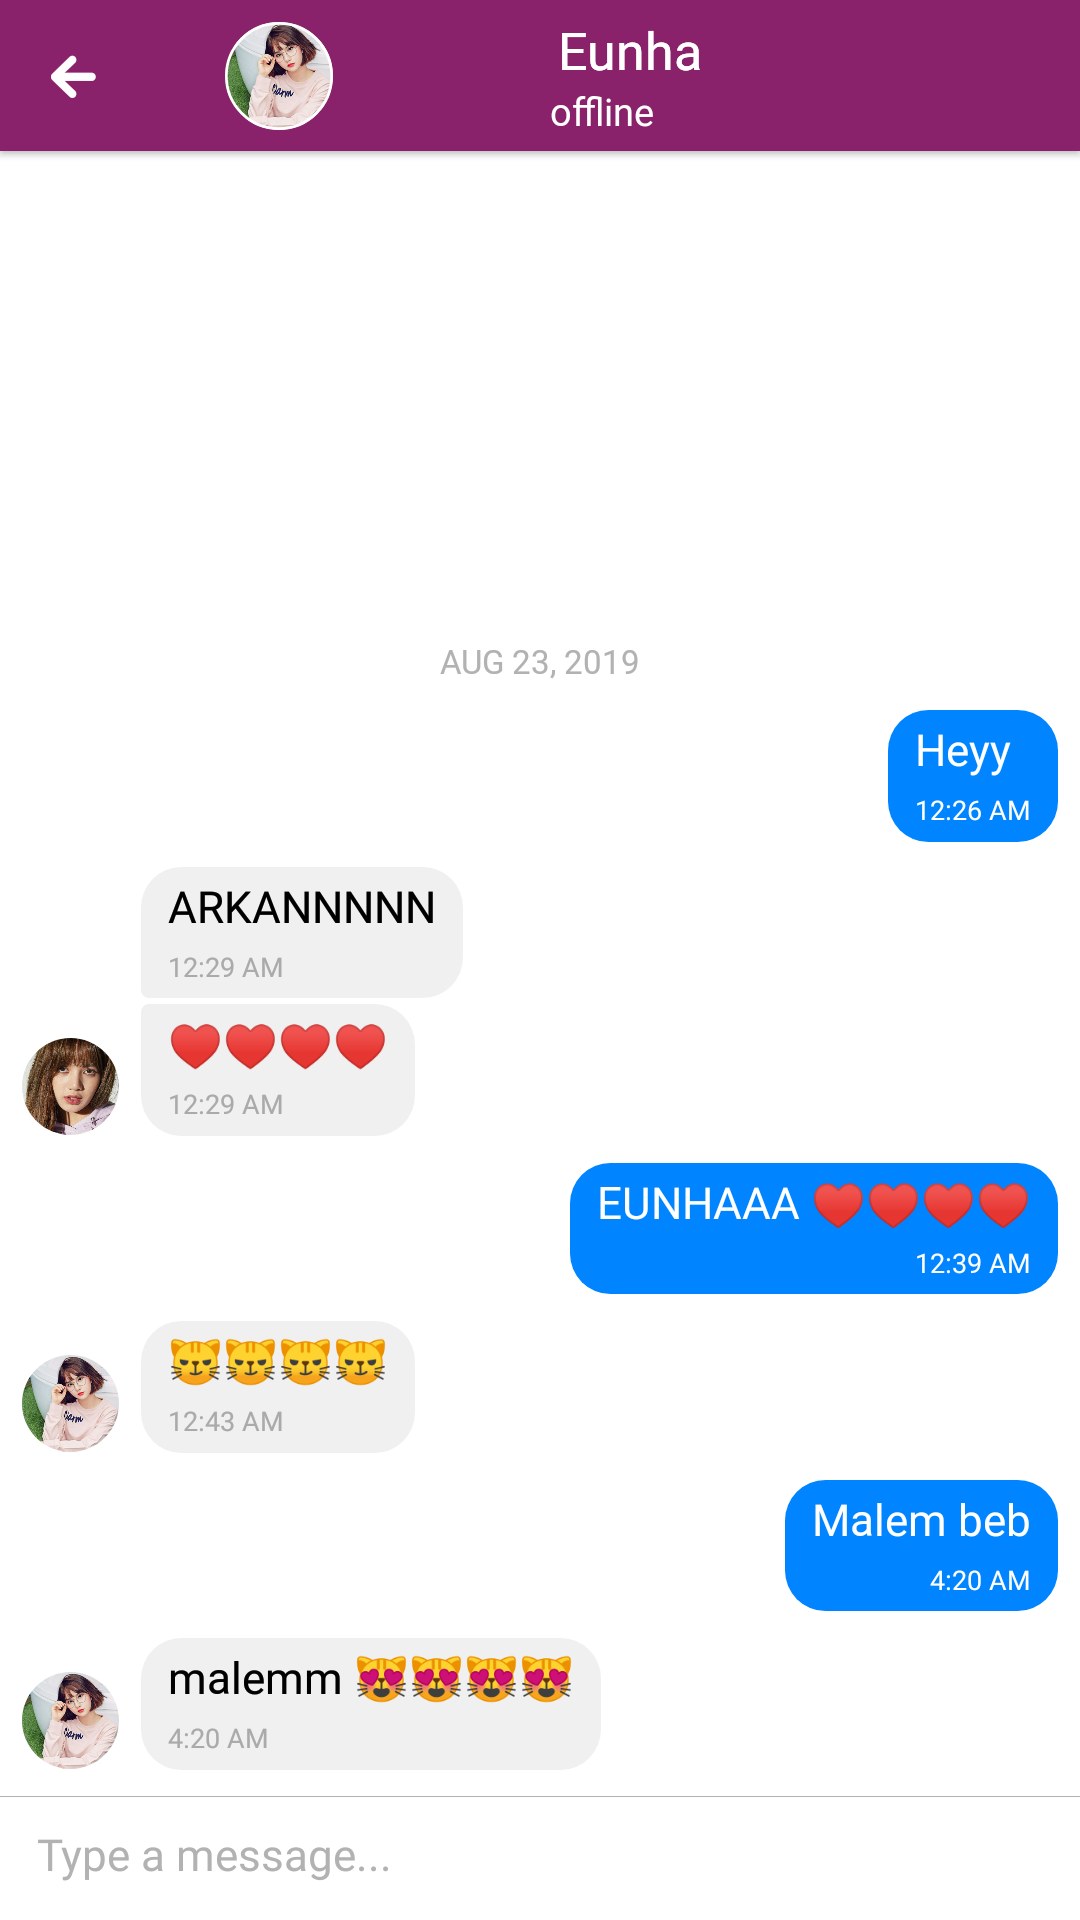 Eunha
offline
AUG 23, 2019
Heyy
12:26 AM
ARKANNNNN
12:29 AM
♥️♥️♥️♥️
12:29 AM
EUNHAAA ♥️♥️♥️♥️
12:39 AM
😼😼😼😼
12:43 AM
Malem beb
4:20 AM
malemm 😻😻😻😻
4:20 AM
Type a message...